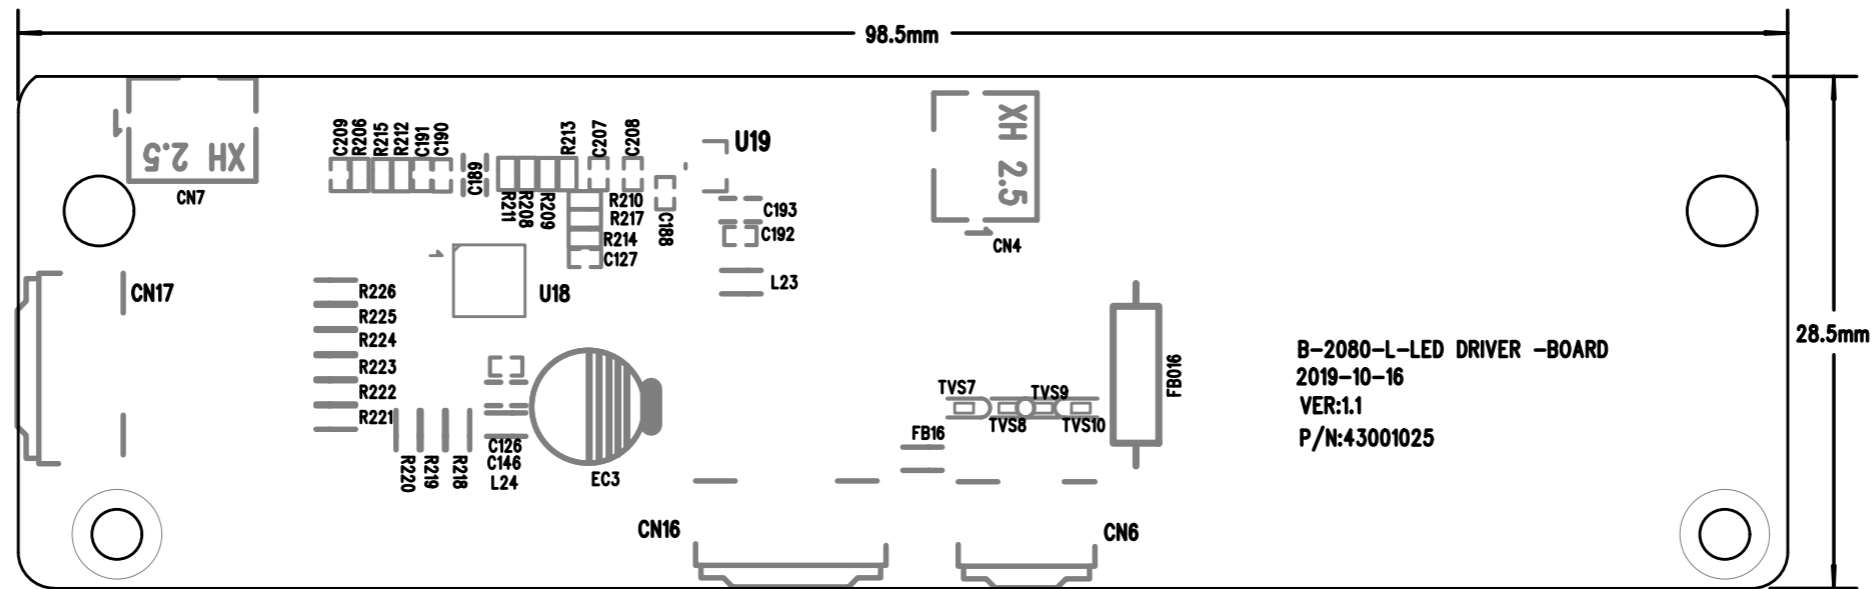 98.5mm
C209
R206
R215
R212
C191
C190
C189
R213
C207
C208
U19
XH 2.5
1
CN7
XH 2.5
1
CN4
R211
R208
R209
R210
R217
R214
C127
C188
C193
C192
L23
CN17
1
U18
R226
R225
R224
R223
R222
R221
R220
R219
R218
C126
C146
L24
EC3
TVS7
TVS9
TVS8
TVS10
FB16
FB016
CN16
CN6
B-2080-L-LED DRIVER -BOARD
2019-10-16
VER:1.1
P/N:43001025
28.5mm